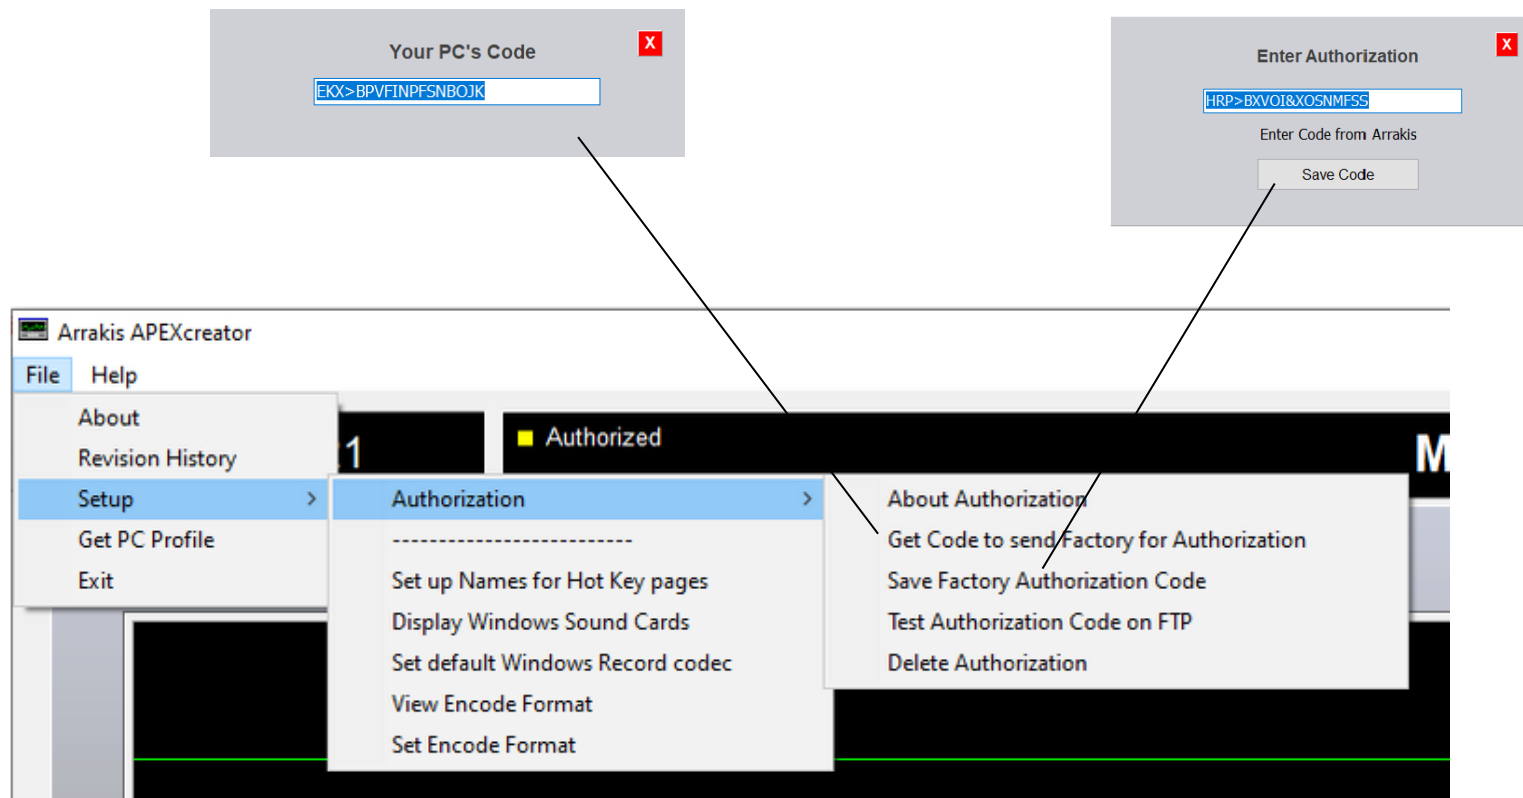 Your PC's Code
X
EKX>BPVFINPFSNBOJK
Enter Authorization
X
HRP>BXVOI&XOSNMFSS
Enter Code from Arrakis
Save Code
Arrakis APEXcreator
File Help
About
Revision History
Setup >
Get PC Profile
Exit
1
Authorized
M
Authorization >
--------------------------
Set up Names for Hot Key pages
Display Windows Sound Cards
Set default Windows Record codec
View Encode Format
Set Encode Format
About Authorization
Get Code to send Factory for Authorization
Save Factory Authorization Code
Test Authorization Code on FTP
Delete Authorization